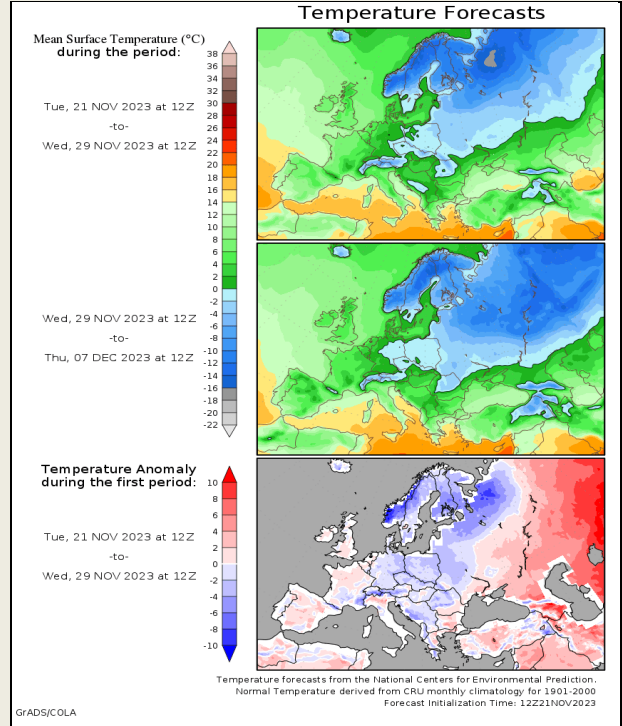 Temperature Forecasts
Mean Surface Temperature (°C)
during the period:
38
36
34
32
30
28
26
24
22
20
18
16
14
12
10
8
6
4
2
0
-2
-4
-6
-8
-10
-12
-14
-16
-18
-20
-22
Tue, 21 NOV 2023 at 12Z
-to-
Wed, 29 NOV 2023 at 12Z
Wed, 29 NOV 2023 at 12Z
-to-
Thu, 07 DEC 2023 at 12Z
Temperature Anomaly
during the first period:
10
8
6
4
2
0
-2
-4
-6
-8
-10
Tue, 21 NOV 2023 at 12Z
-to-
Wed, 29 NOV 2023 at 12Z
Temperature forecasts from the National Centers for Environmental Prediction.
Normal Temperature derived from CRU monthly climatology for 1901-2000
Forecast Initialization Time: 12Z21NOV2023
GrADS/COLA